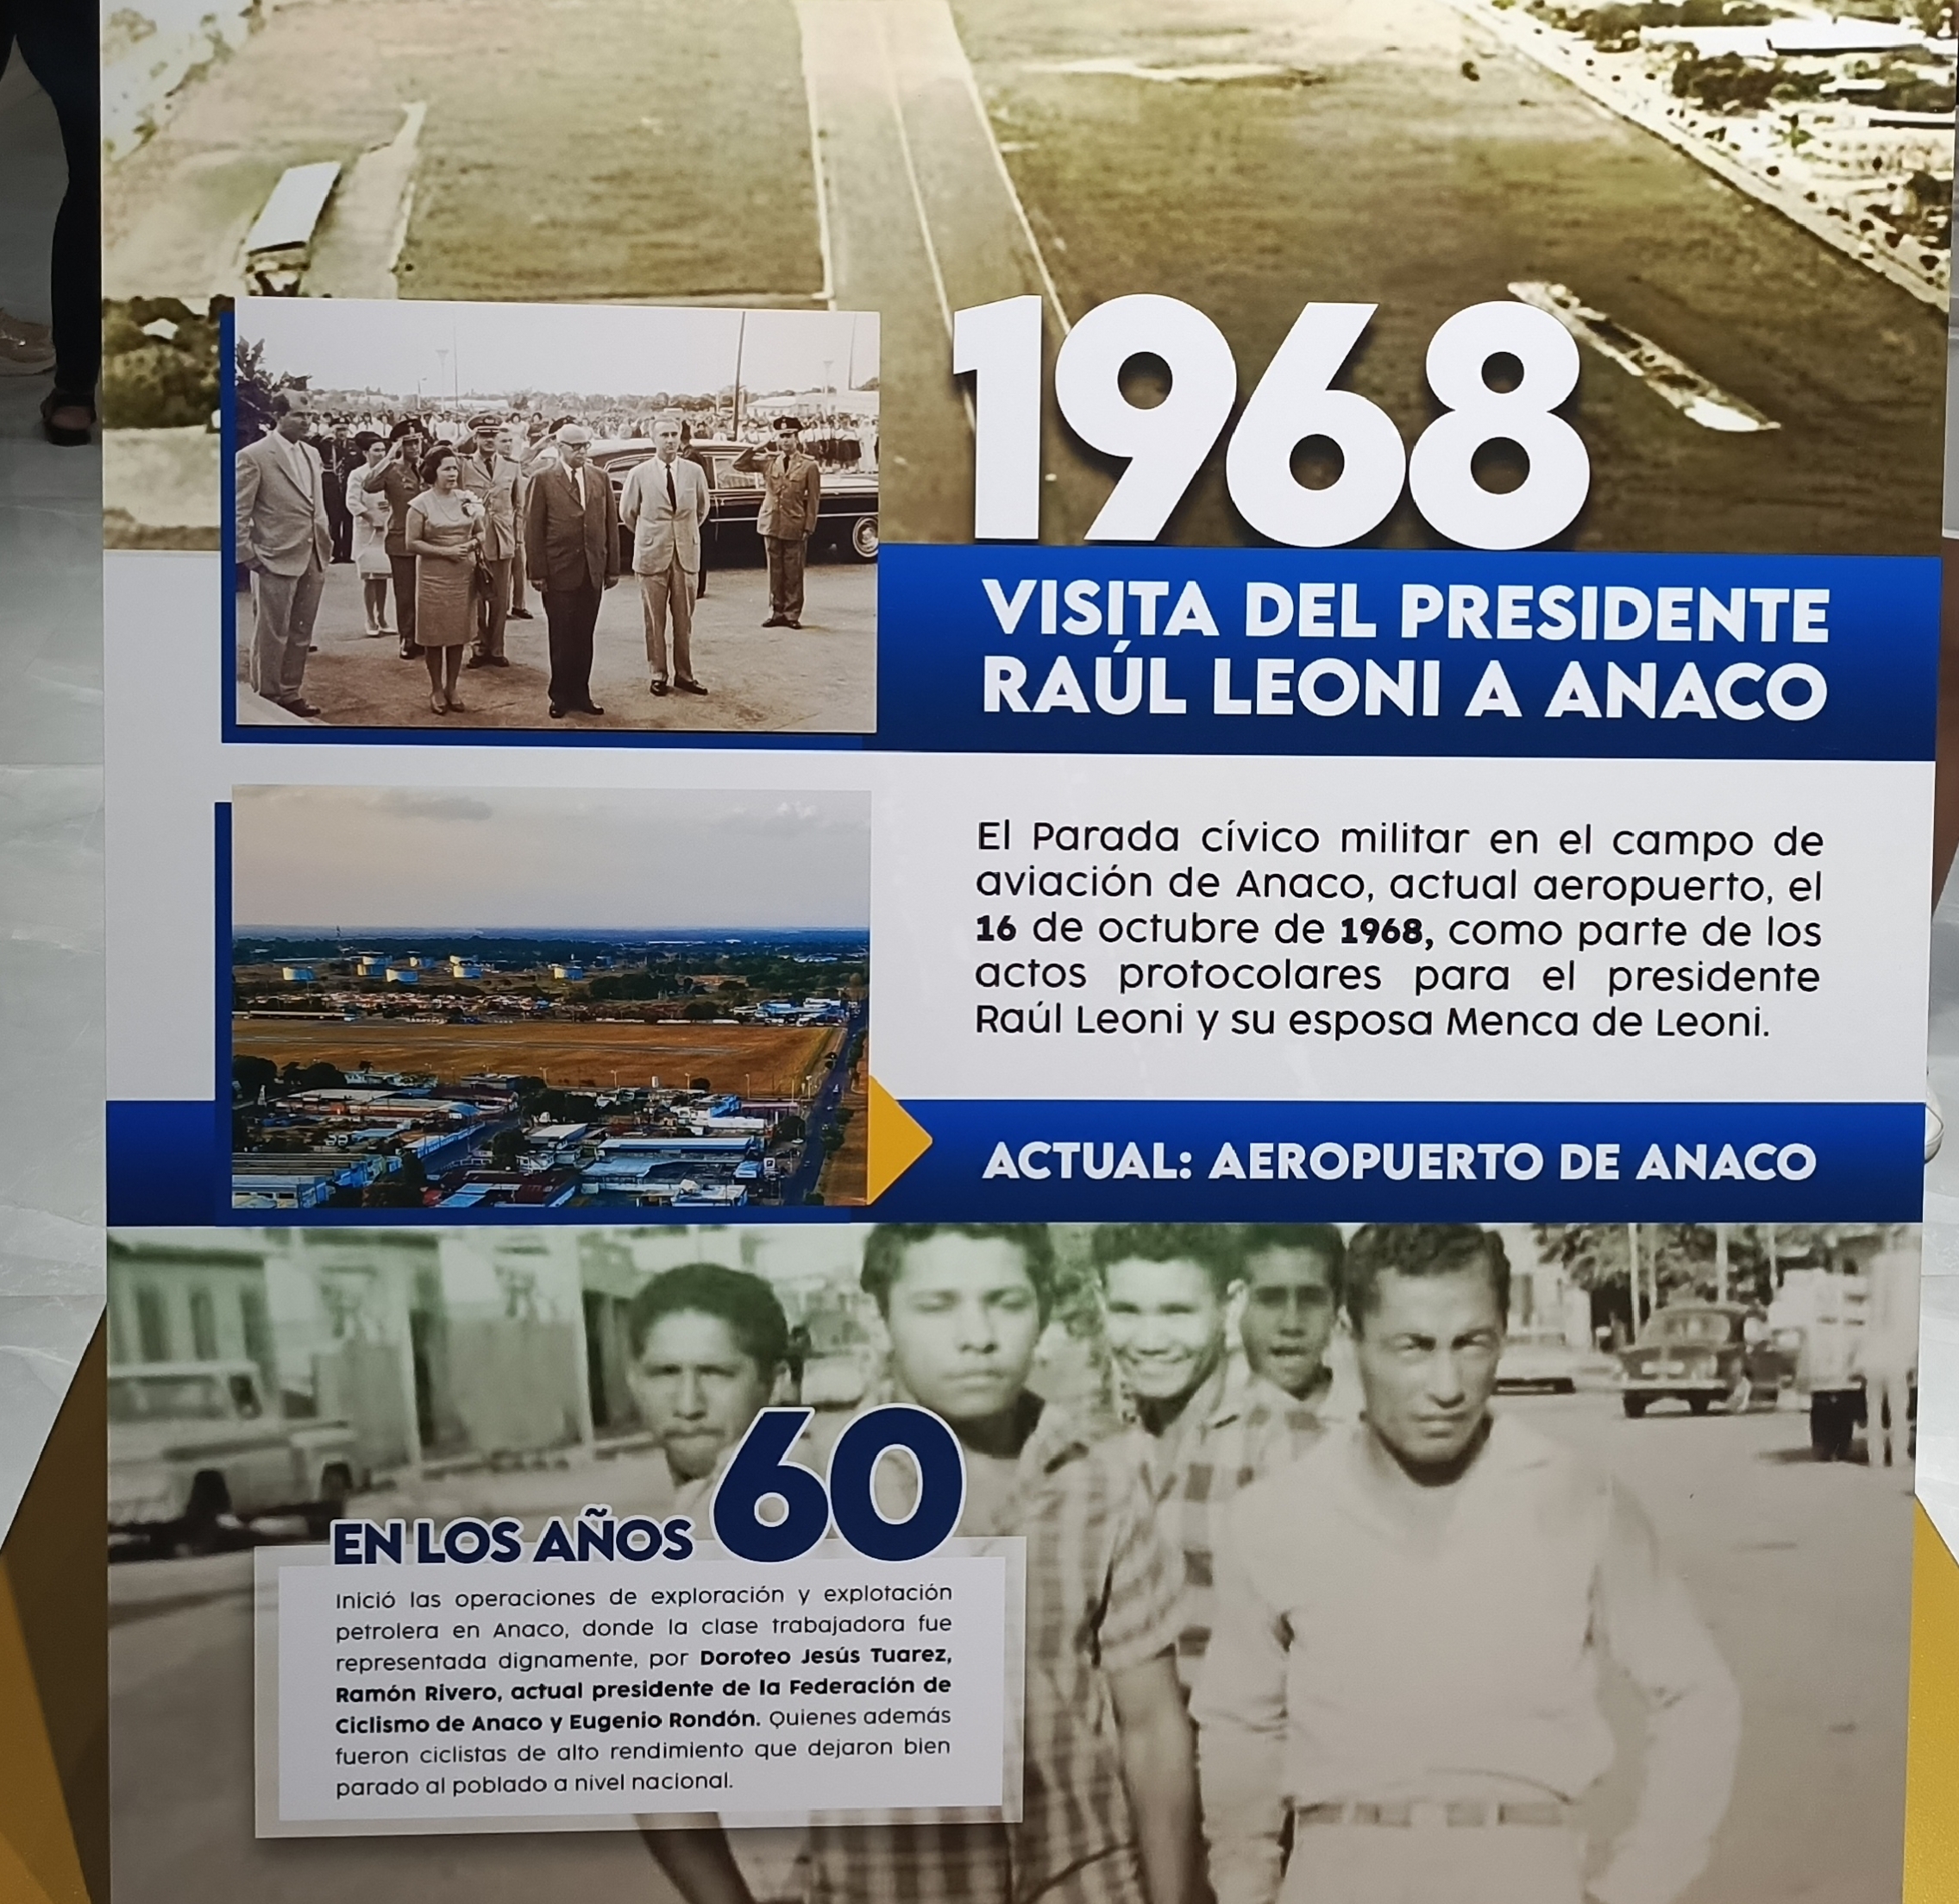 1968
VISITA DEL PRESIDENTE
RAÚL LEONI A ANACO
El Parada cívico militar en el campo de
aviación de Anaco, actual aeropuerto, el
16 de octubre de 1968, como parte de los
actos protocolares para el presidente
Raúl Leoni y su esposa Menca de Leoni.
ACTUAL: AEROPUERTO DE ANACO
EN LOS AÑOS 60
Inició las operaciones de exploración y explotación
petrolera en Anaco, donde la clase trabajadora fue
representada dignamente, por Doroteo Jesús Tuarez,
Ramón Rivero, actual presidente de la Federación de
Ciclismo de Anaco y Eugenio Rondón. Quienes además
fueron ciclistas de alto rendimiento que dejaron bien
parado al poblado a nivel nacional.